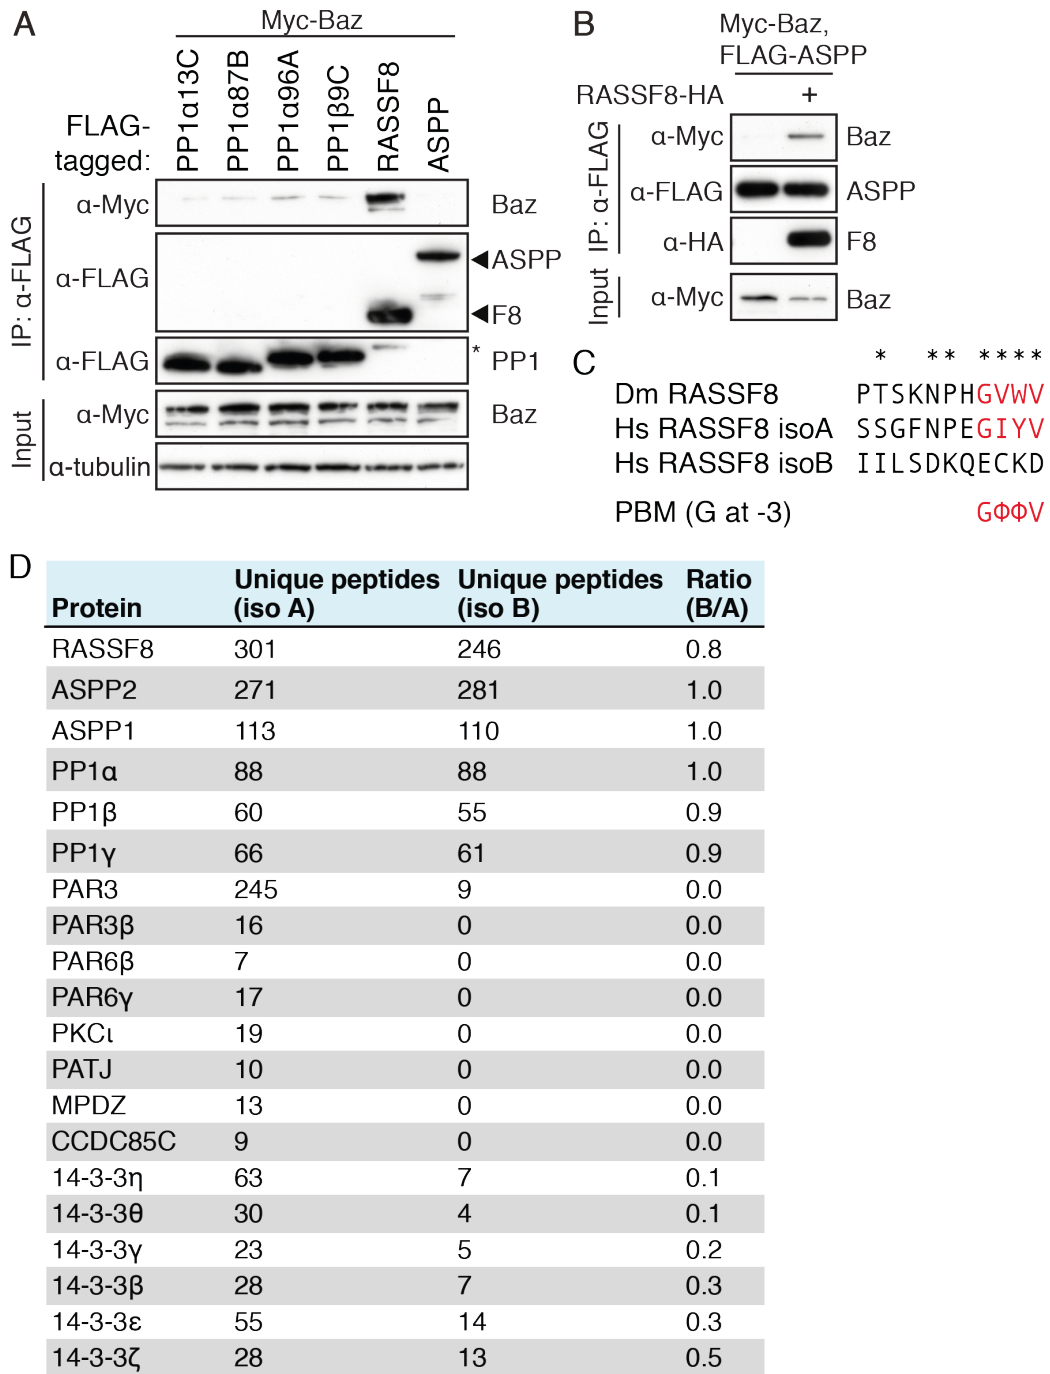 A
Myc-Baz
FLAG-
tagged:
PP1α13C
PP1α87B
PP1α96A
PP1β9C
RASSF8
ASPP
IP: α-FLAG
α-Myc
Baz
α-FLAG
ASPP
F8
α-FLAG
* PP1
Input
α-Myc
Baz
α-tubulin
B
Myc-Baz,
FLAG-ASPP
RASSF8-HA +
IP: α-FLAG
α-Myc Baz
α-FLAG ASPP
α-HA F8
Input
α-Myc Baz
C
* ** ****
Dm RASSF8 PTSKNPHGVWV
Hs RASSF8 isoA SSGFNPEGIYV
Hs RASSF8 isoB IILSDKQECKD
PBM (G at -3) GΦΦV
D
Protein Unique peptides (iso A) Unique peptides (iso B) Ratio (B/A)
RASSF8 301 246 0.8
ASPP2 271 281 1.0
ASPP1 113 110 1.0
PP1α 88 88 1.0
PP1β 60 55 0.9
PP1γ 66 61 0.9
PAR3 245 9 0.0
PAR3β 16 0 0.0
PAR6β 7 0 0.0
PAR6γ 17 0 0.0
PKCι 19 0 0.0
PATJ 10 0 0.0
MPDZ 13 0 0.0
CCDC85C 9 0 0.0
14-3-3η 63 7 0.1
14-3-3θ 30 4 0.1
14-3-3γ 23 5 0.2
14-3-3β 28 7 0.3
14-3-3ε 55 14 0.3
14-3-3ζ 28 13 0.5